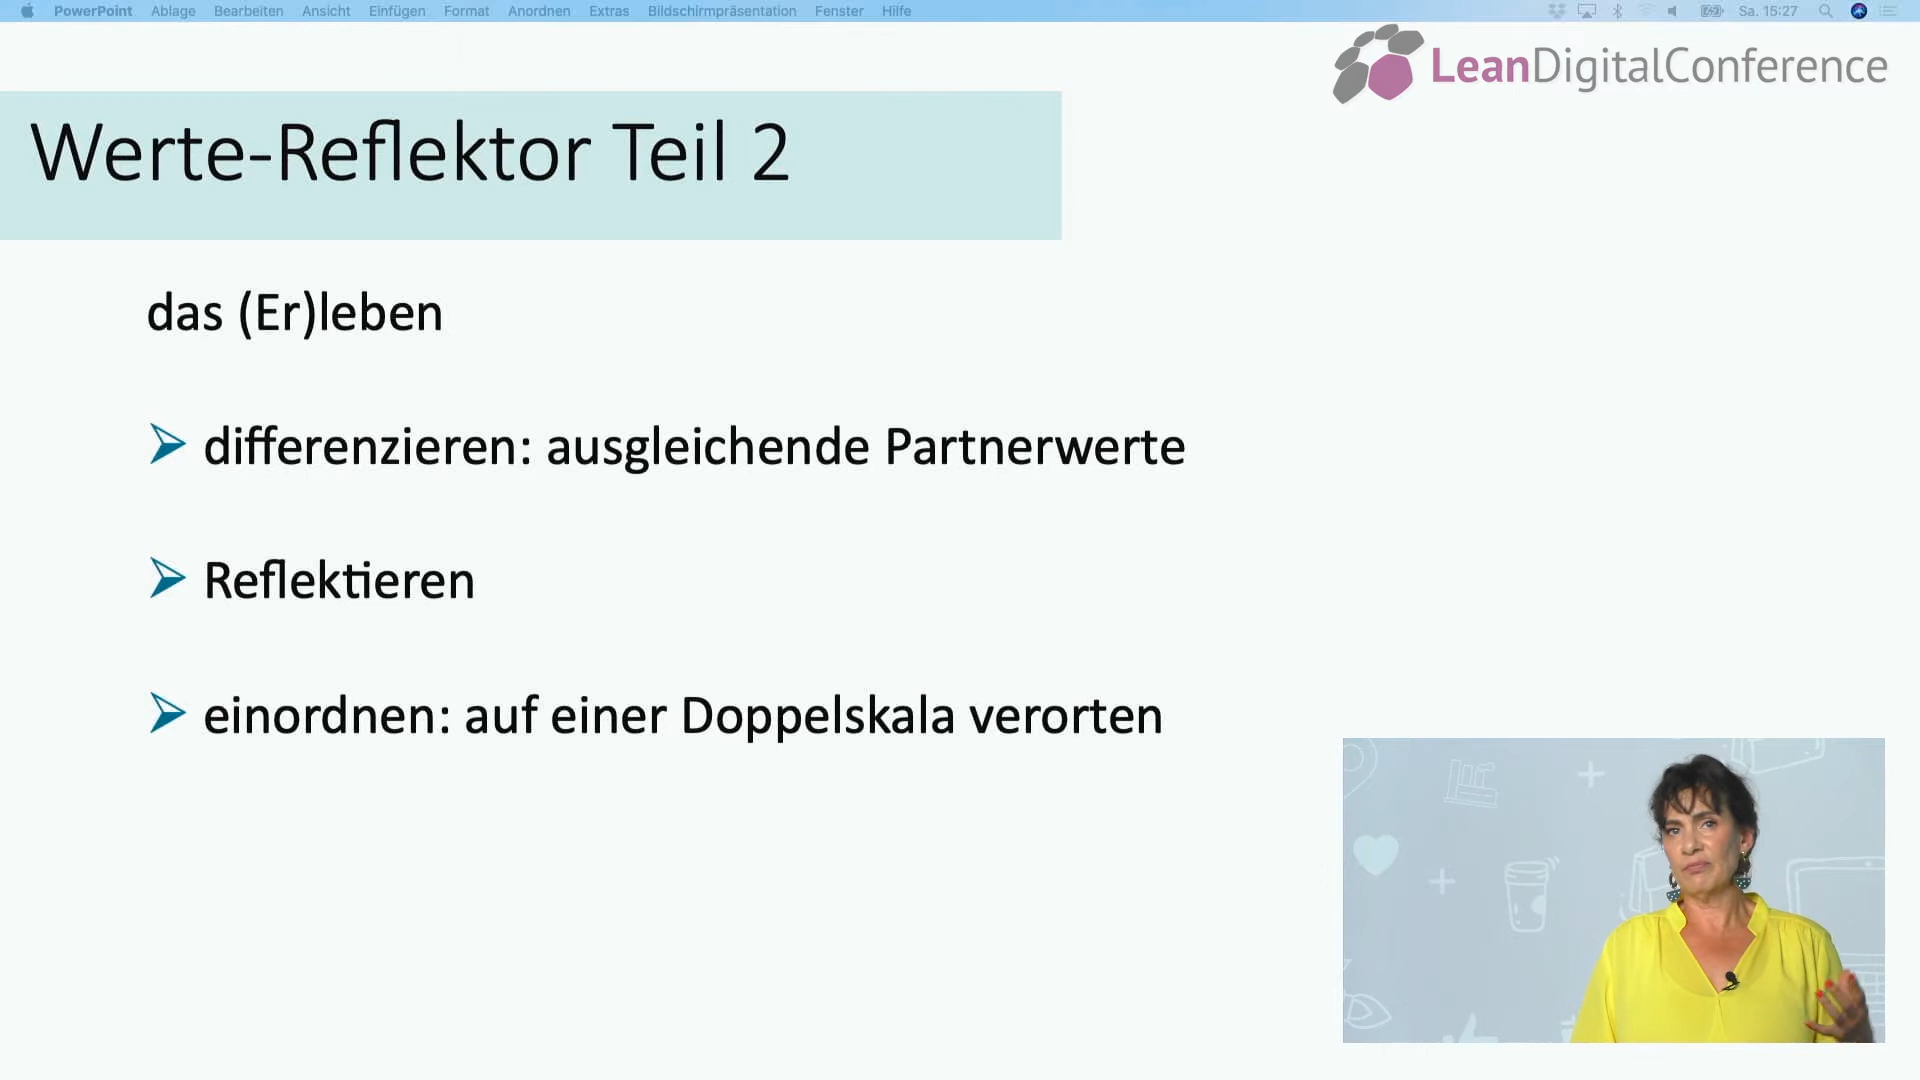 PowerPoint Ablage Bearbeiten Ansicht Einfügen Format Anordnen Extras Bildschirmpräsentation Fenster Hilfe Sa. 15:27
LeanDigitalConference
Werte-Reflektor Teil 2
das (Er)leben
differenzieren: ausgleichende Partnerwerte
Reflektieren
einordnen: auf einer Doppelskala verorten